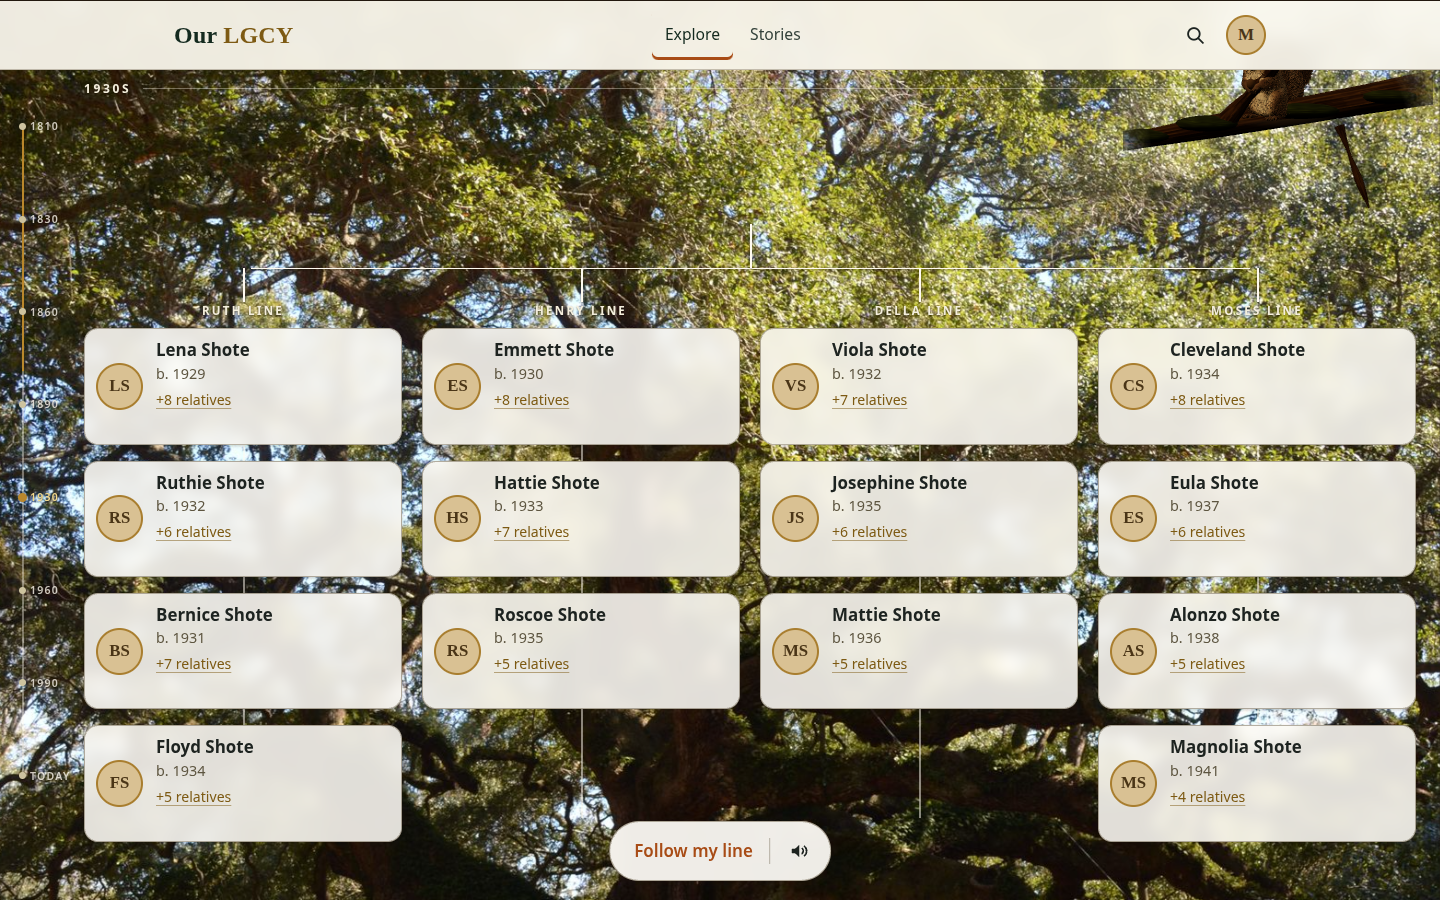 Our LGCY
Explore
Stories
M
1930S
1810
1830
1860
1890
1930
1960
1990
TODAY
RUTH LINE
HENRY LINE
DELLA LINE
MOSES LINE
LS
Lena Shote
b. 1929
+8 relatives
ES
Emmett Shote
b. 1930
+8 relatives
VS
Viola Shote
b. 1932
+7 relatives
CS
Cleveland Shote
b. 1934
+8 relatives
RS
Ruthie Shote
b. 1932
+6 relatives
HS
Hattie Shote
b. 1933
+7 relatives
JS
Josephine Shote
b. 1935
+6 relatives
ES
Eula Shote
b. 1937
+6 relatives
BS
Bernice Shote
b. 1931
+7 relatives
RS
Roscoe Shote
b. 1935
+5 relatives
MS
Mattie Shote
b. 1936
+5 relatives
AS
Alonzo Shote
b. 1938
+5 relatives
FS
Floyd Shote
b. 1934
+5 relatives
MS
Magnolia Shote
b. 1941
+4 relatives
Follow my line